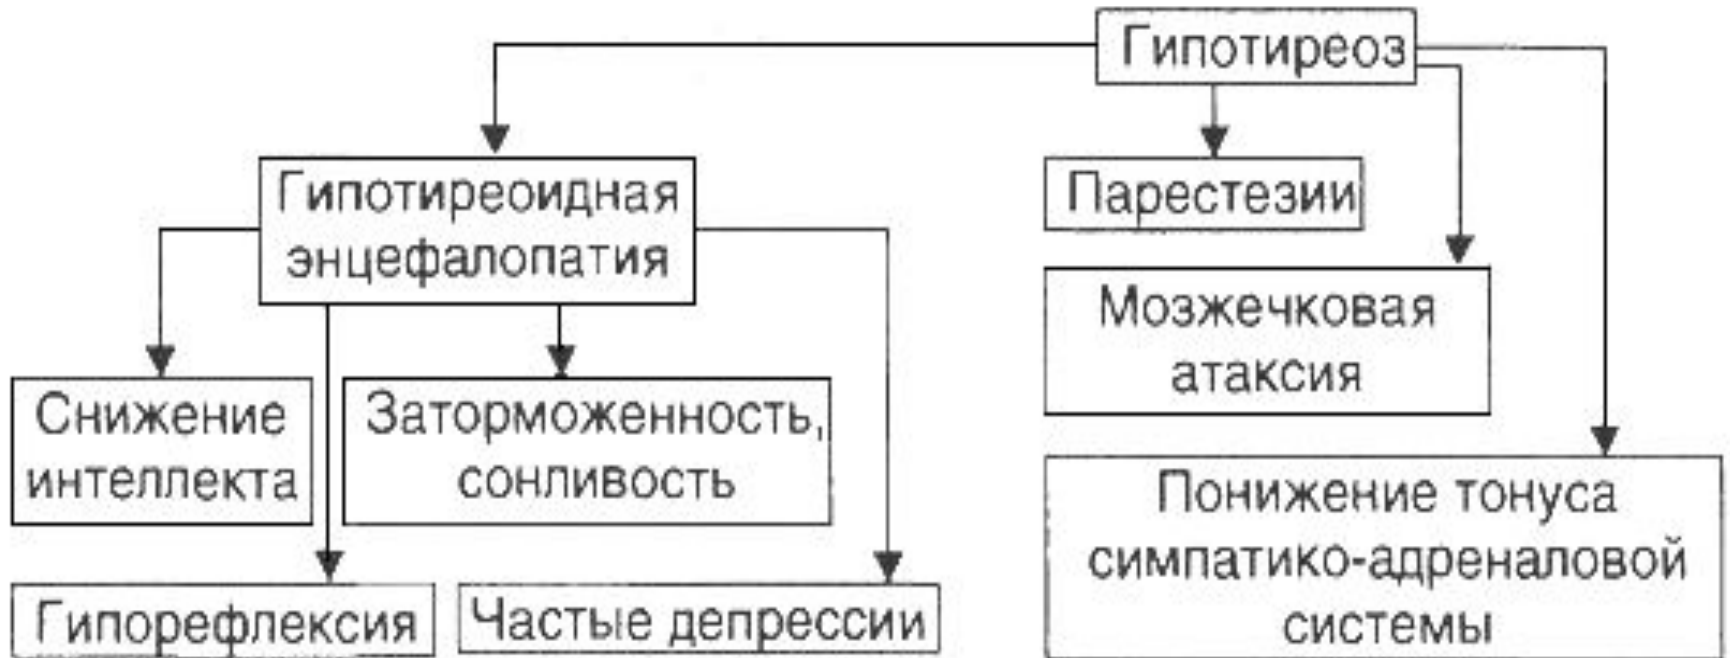 Гипотиреоз
Гипотиреоидная
энцефалопатия
Парестезии
Мозжечковая
атаксия
Снижение
интеллекта
Заторможенность,
сонливость
Понижение тонуса
симпатико-адреналовой
системы
Гипорефлексия
Частые депрессии